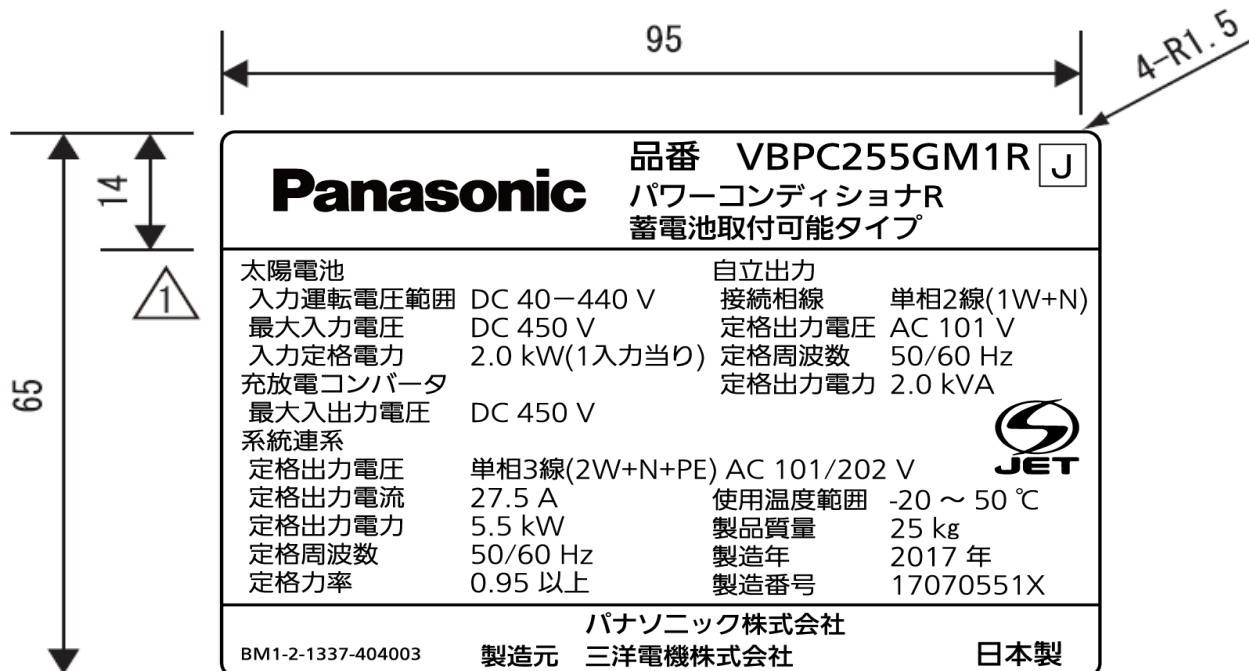 95
4-R1.5
14
65
1
Panasonic
品番 VBPC255GM1R J
パワーコンディショナR
蓄電池取付可能タイプ
太陽電池
入力運転電圧範囲 DC 40－440 V
最大入力電圧 DC 450 V
入力定格電力 2.0 kW(1入力当り)
充放電コンバータ
最大入出力電圧 DC 450 V
系統連系
定格出力電圧 単相3線(2W+N+PE) AC 101/202 V
定格出力電流 27.5 A
定格出力電力 5.5 kW
定格周波数 50/60 Hz
定格力率 0.95 以上
自立出力
接続相線 単相2線(1W+N)
定格出力電圧 AC 101 V
定格周波数 50/60 Hz
定格出力電力 2.0 kVA
JET
使用温度範囲 -20 ～ 50 ℃
製品質量 25 kg
製造年 2017 年
製造番号 17070551X
パナソニック株式会社
BM1-2-1337-404003 製造元 三洋電機株式会社 日本製